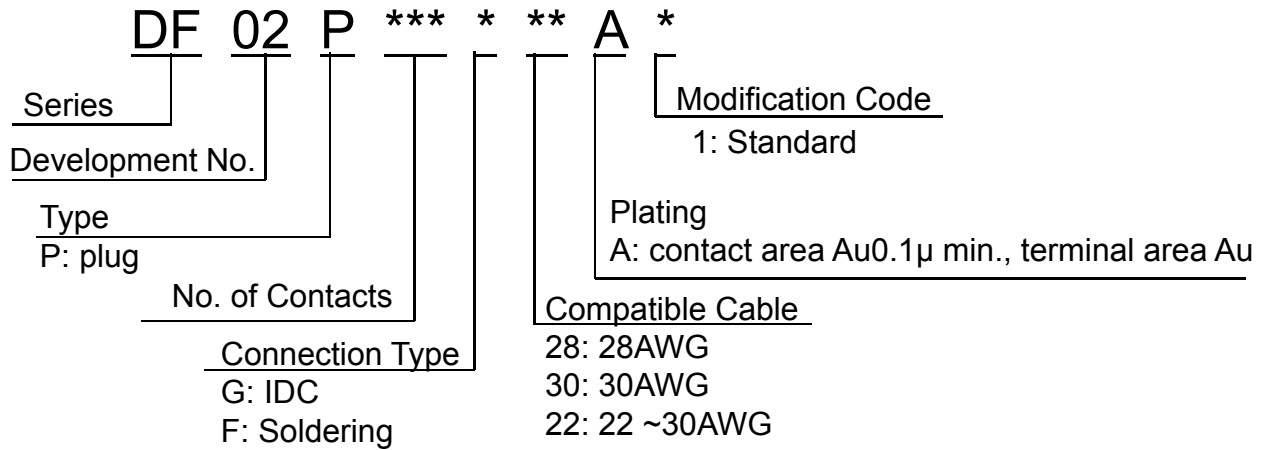 DF 02 P *** * ** A *
Series
Development No.
Type
P: plug
No. of Contacts
Connection Type
G: IDC
F: Soldering
Modification Code
1: Standard
Plating
A: contact area Au0.1μ min., terminal area Au
Compatible Cable
28: 28AWG
30: 30AWG
22: 22 ~30AWG